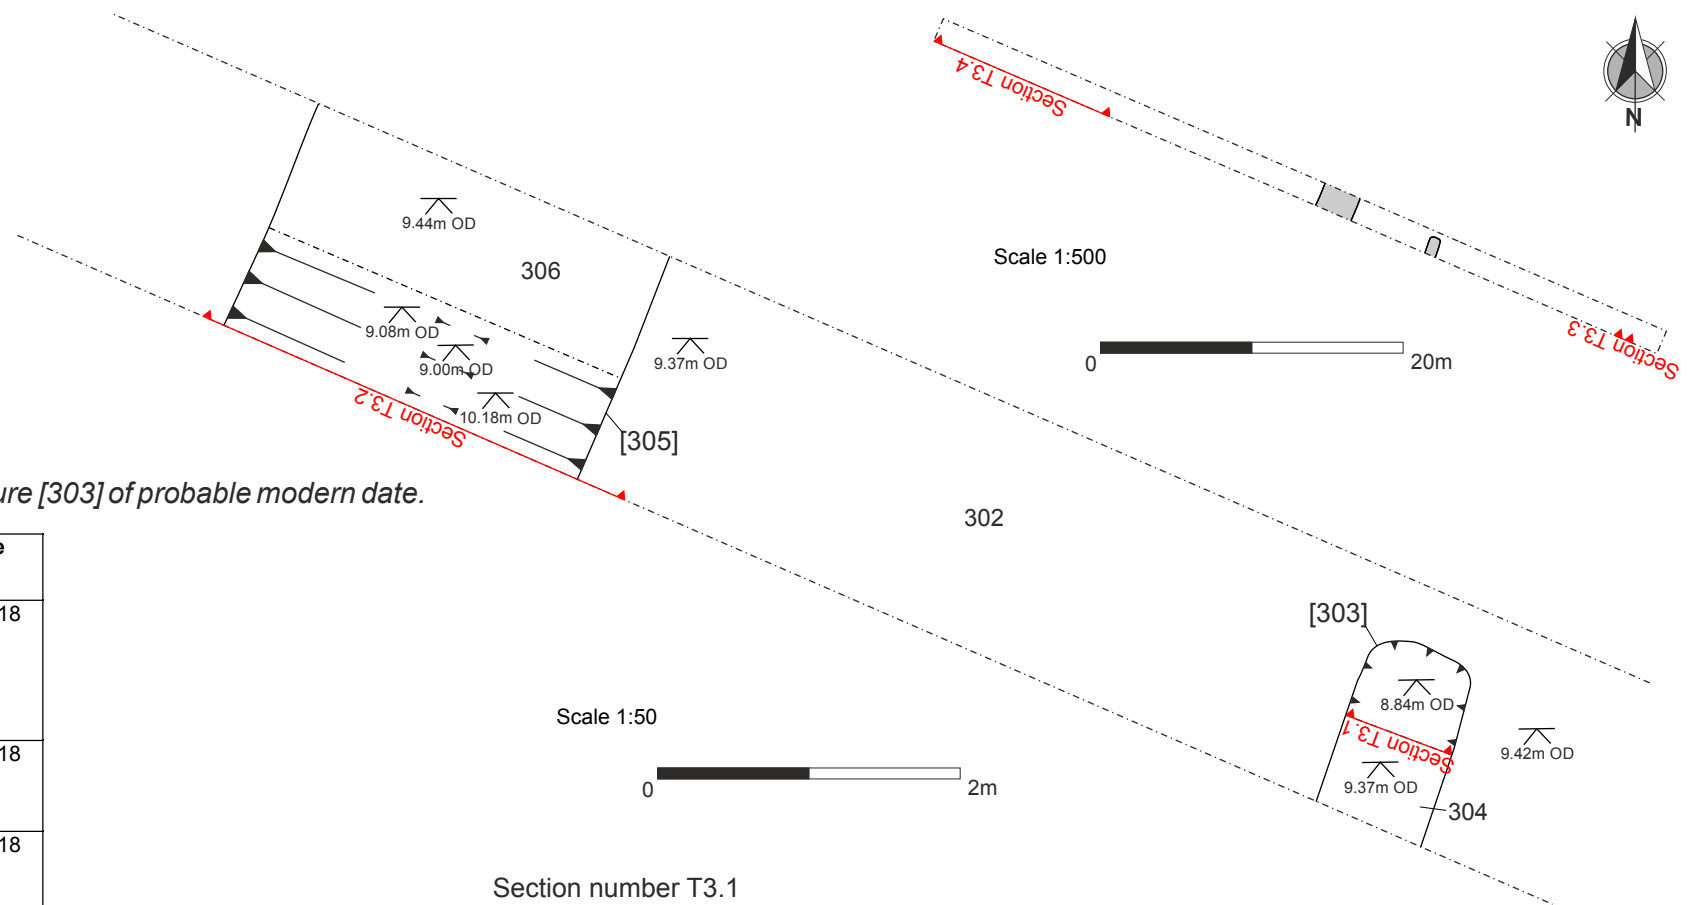 Section T3.4
N
9.44m OD
Scale 1:500
306
9.08m OD
9.37m OD
Section T3.3
0
20m
9.00m OD
10.18m OD
Section T3.2
[305]
ure [303] of probable modern date.
302
e
18
[303]
8.84m OD
Scale 1:50
Section T3.1
9.42m OD
18
0
2m
9.37m OD
304
18
Section number T3.1